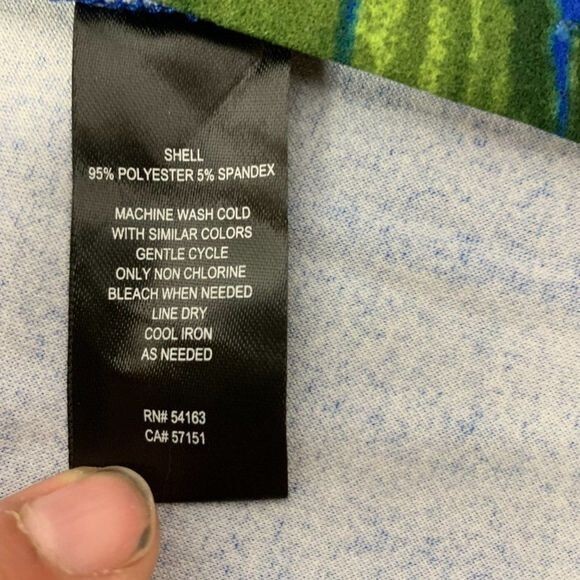 SHELL
95% POLYESTER 5% SPANDEX
MACHINE WASH COLD
WITH SIMILAR COLORS
GENTLE CYCLE
ONLY NON CHLORINE
BLEACH WHEN NEEDED
LINE DRY
COOL IRON
AS NEEDED
RN# 54163
CA# 57151